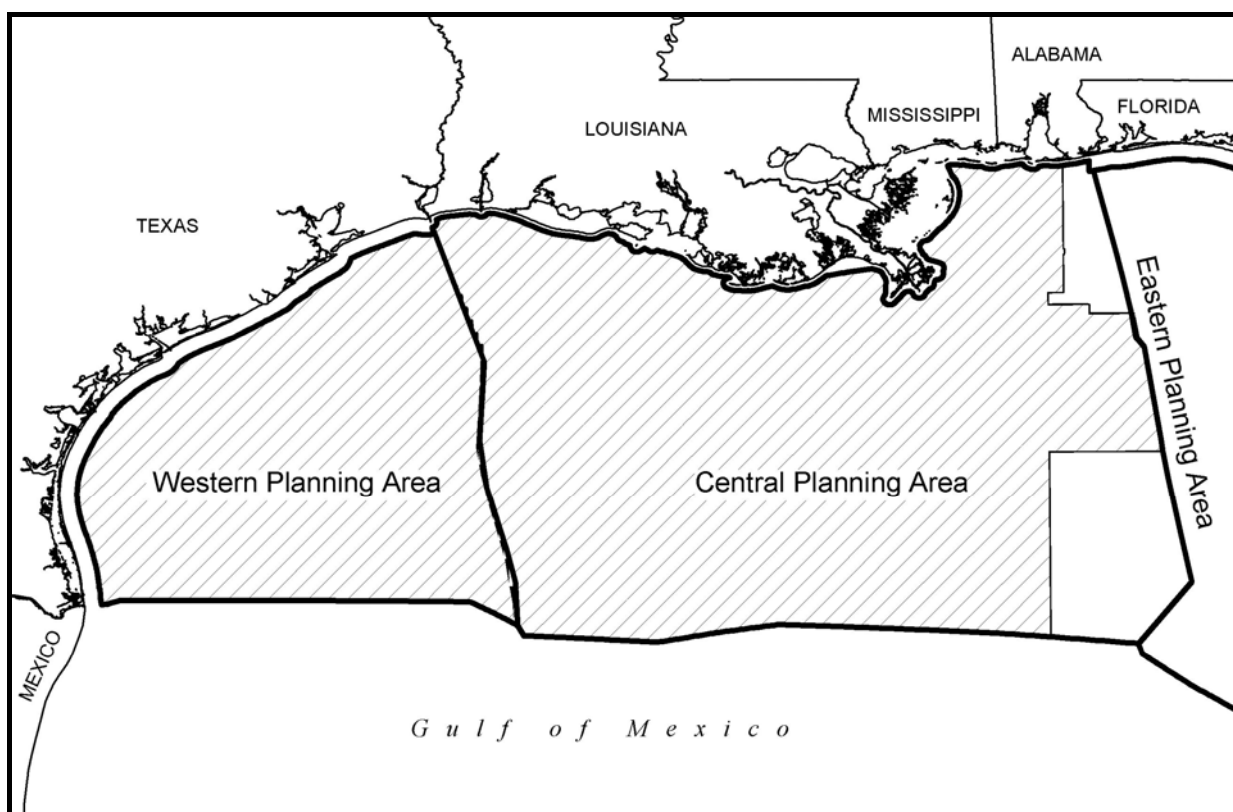 ALABAMA
MISSISSIPPI
FLORIDA
LOUISIANA
TEXAS
Eastern Planning Area
Western Planning Area
Central Planning Area
MEXICO
Gulf of Mexico